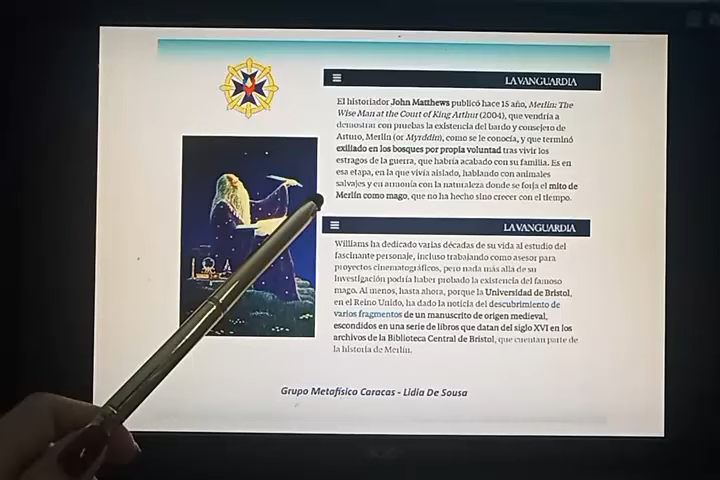 LA VANGUARDIA
El historiador John Matthews publicó hace 15 año, Merlin: The
Wise Man at the Court of King Arthur (2004), que vendría a
demostrar con pruebas la existencia del bardo y consejero de
Arturo, Merlín (or Myrddin), como se le conocía, y que terminó
exiliado en los bosques por propia voluntad tras vivir los
estragos de la guerra, que habría acabado con su familia. Es en
esa etapa, en la que vivía aislado, hablando con animales
salvajes y en armonía con la naturaleza donde se forja el mito de
Merlín como mago, que no ha hecho sino crecer con el tiempo.
LA VANGUARDIA
Williams ha dedicado varias décadas de su vida al estudio del
fascinante personaje, incluso trabajando como asesor para
proyectos cinematográficos, pero nada más allá de su
investigación podría haber probado la existencia del famoso
mago. Al menos, hasta ahora, porque la Universidad de Bristol,
en el Reino Unido, ha dado la noticia del descubrimiento de
varios fragmentos de un manuscrito de origen medieval,
escondidos en una serie de libros que datan del siglo XVI en los
archivos de la Biblioteca Central de Bristol, que cuentan parte de
la historia de Merlín.
Grupo Metafísico Caracas - Lidia De Sousa